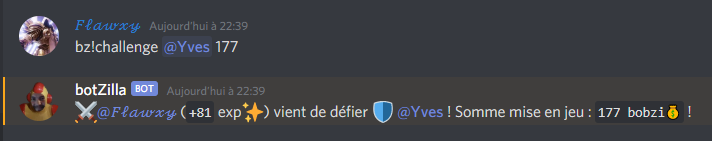 𝓕𝓵𝓪𝔀𝔁𝔂 Aujourd'hui à 22:39
bz!challenge @Yves 177
botZilla BOT Aujourd'hui à 22:39
⚔️@𝓕𝓵𝓪𝔀𝔁𝔂 (+81 exp✨) vient de défier 🛡️ @Yves ! Somme mise en jeu : 177 bobzi💰 !